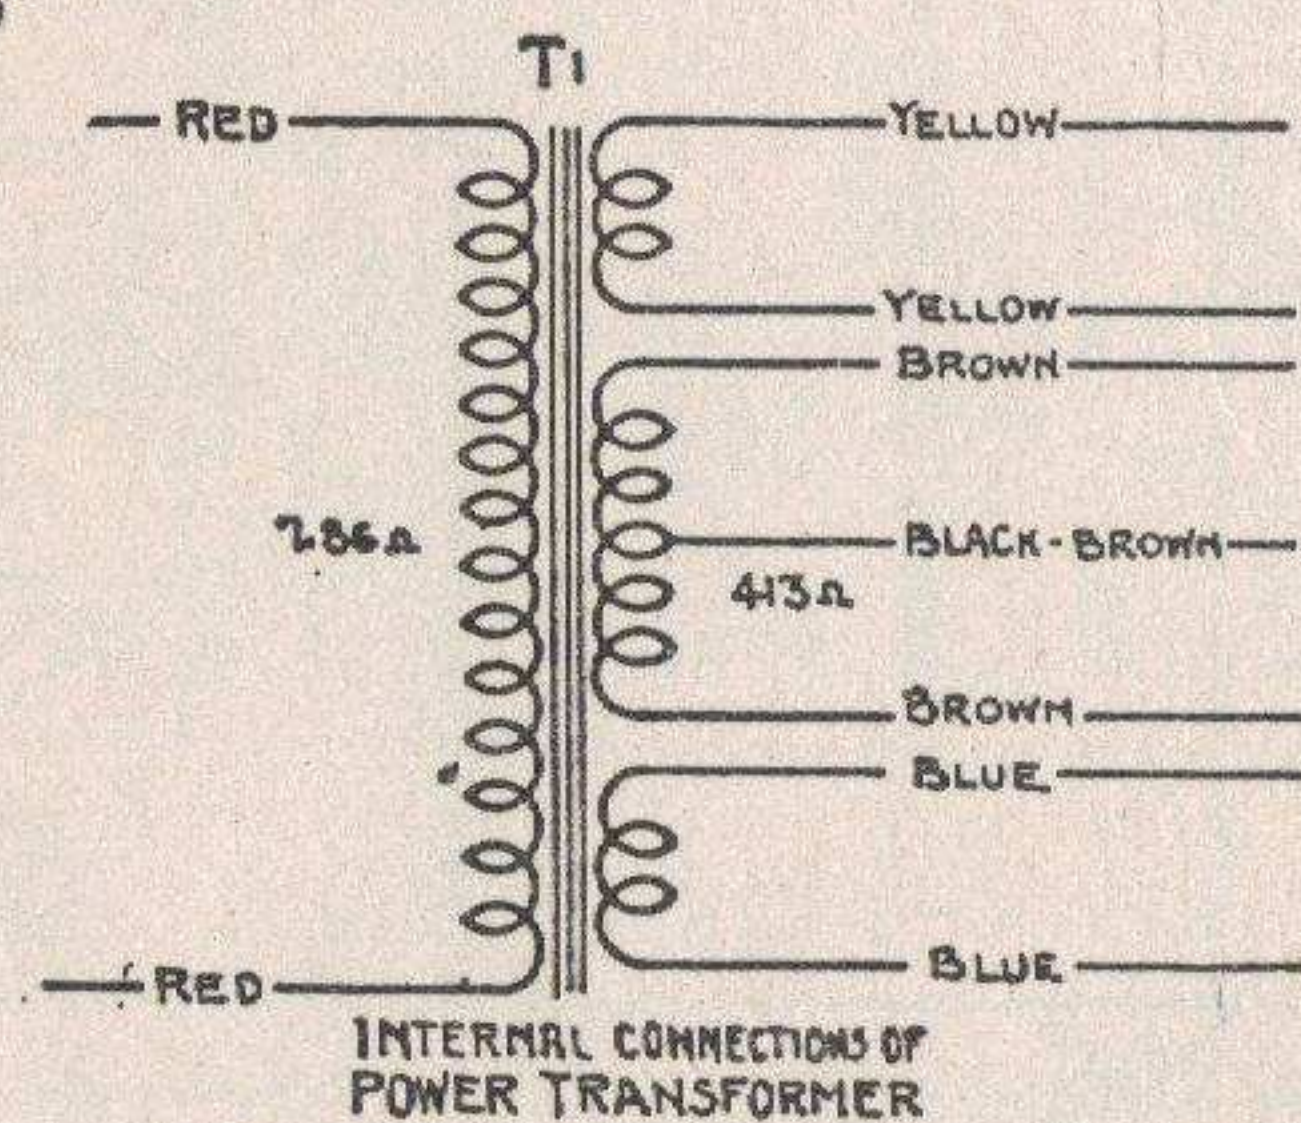 T1
RED
YELLOW
YELLOW
BROWN
BLACK-BROWN
413Ω
BROWN
BLUE
BLUE
RED
INTERNAL CONNECTIONS OF
POWER TRANSFORMER